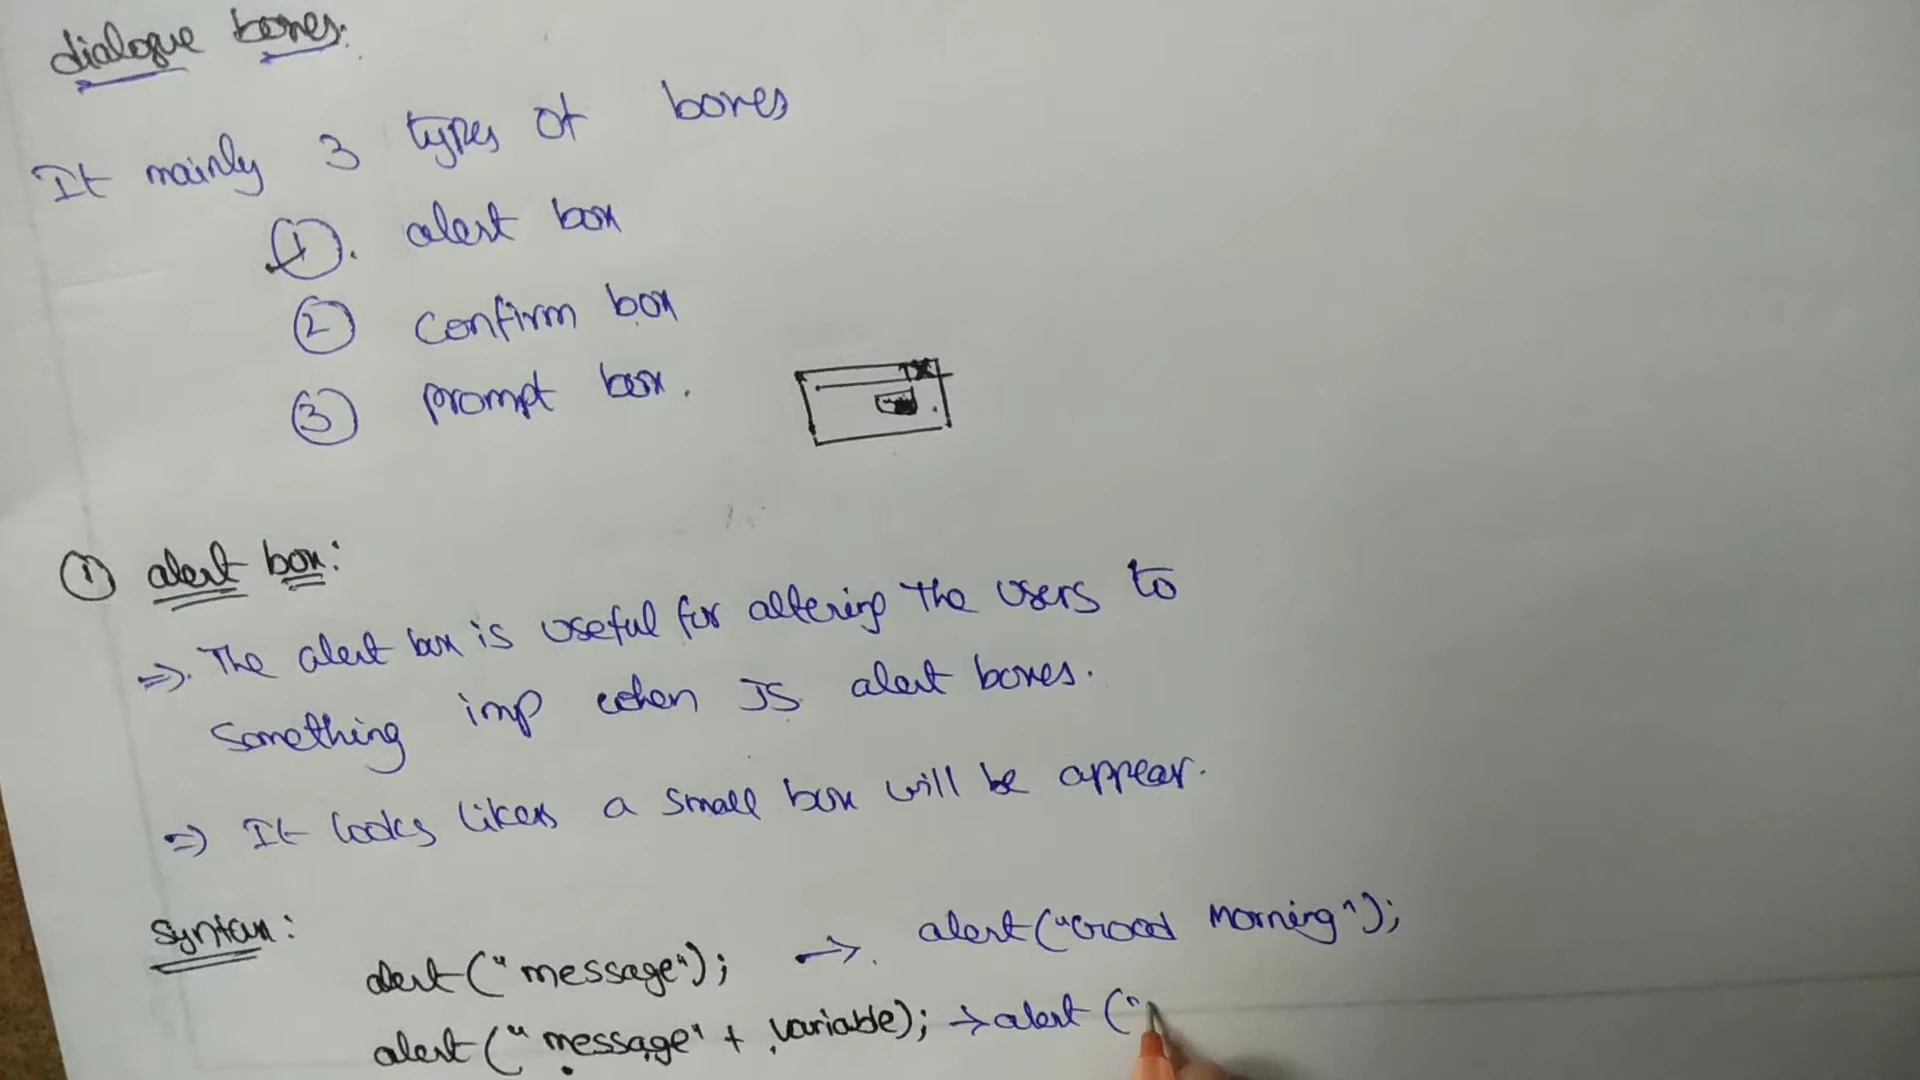 dialogue boxes.
It mainly 3 types of boxes
① . alert box
② confirm box
③ prompt box .
① alert box:
=> . The alert box is useful for altering the users to
something imp when JS alert boxes.
=> It looks likes a small box will be appear.
syntax:
alert("message"); -> . alert("Good Morning");
alert("message" + variable); -> alert ("